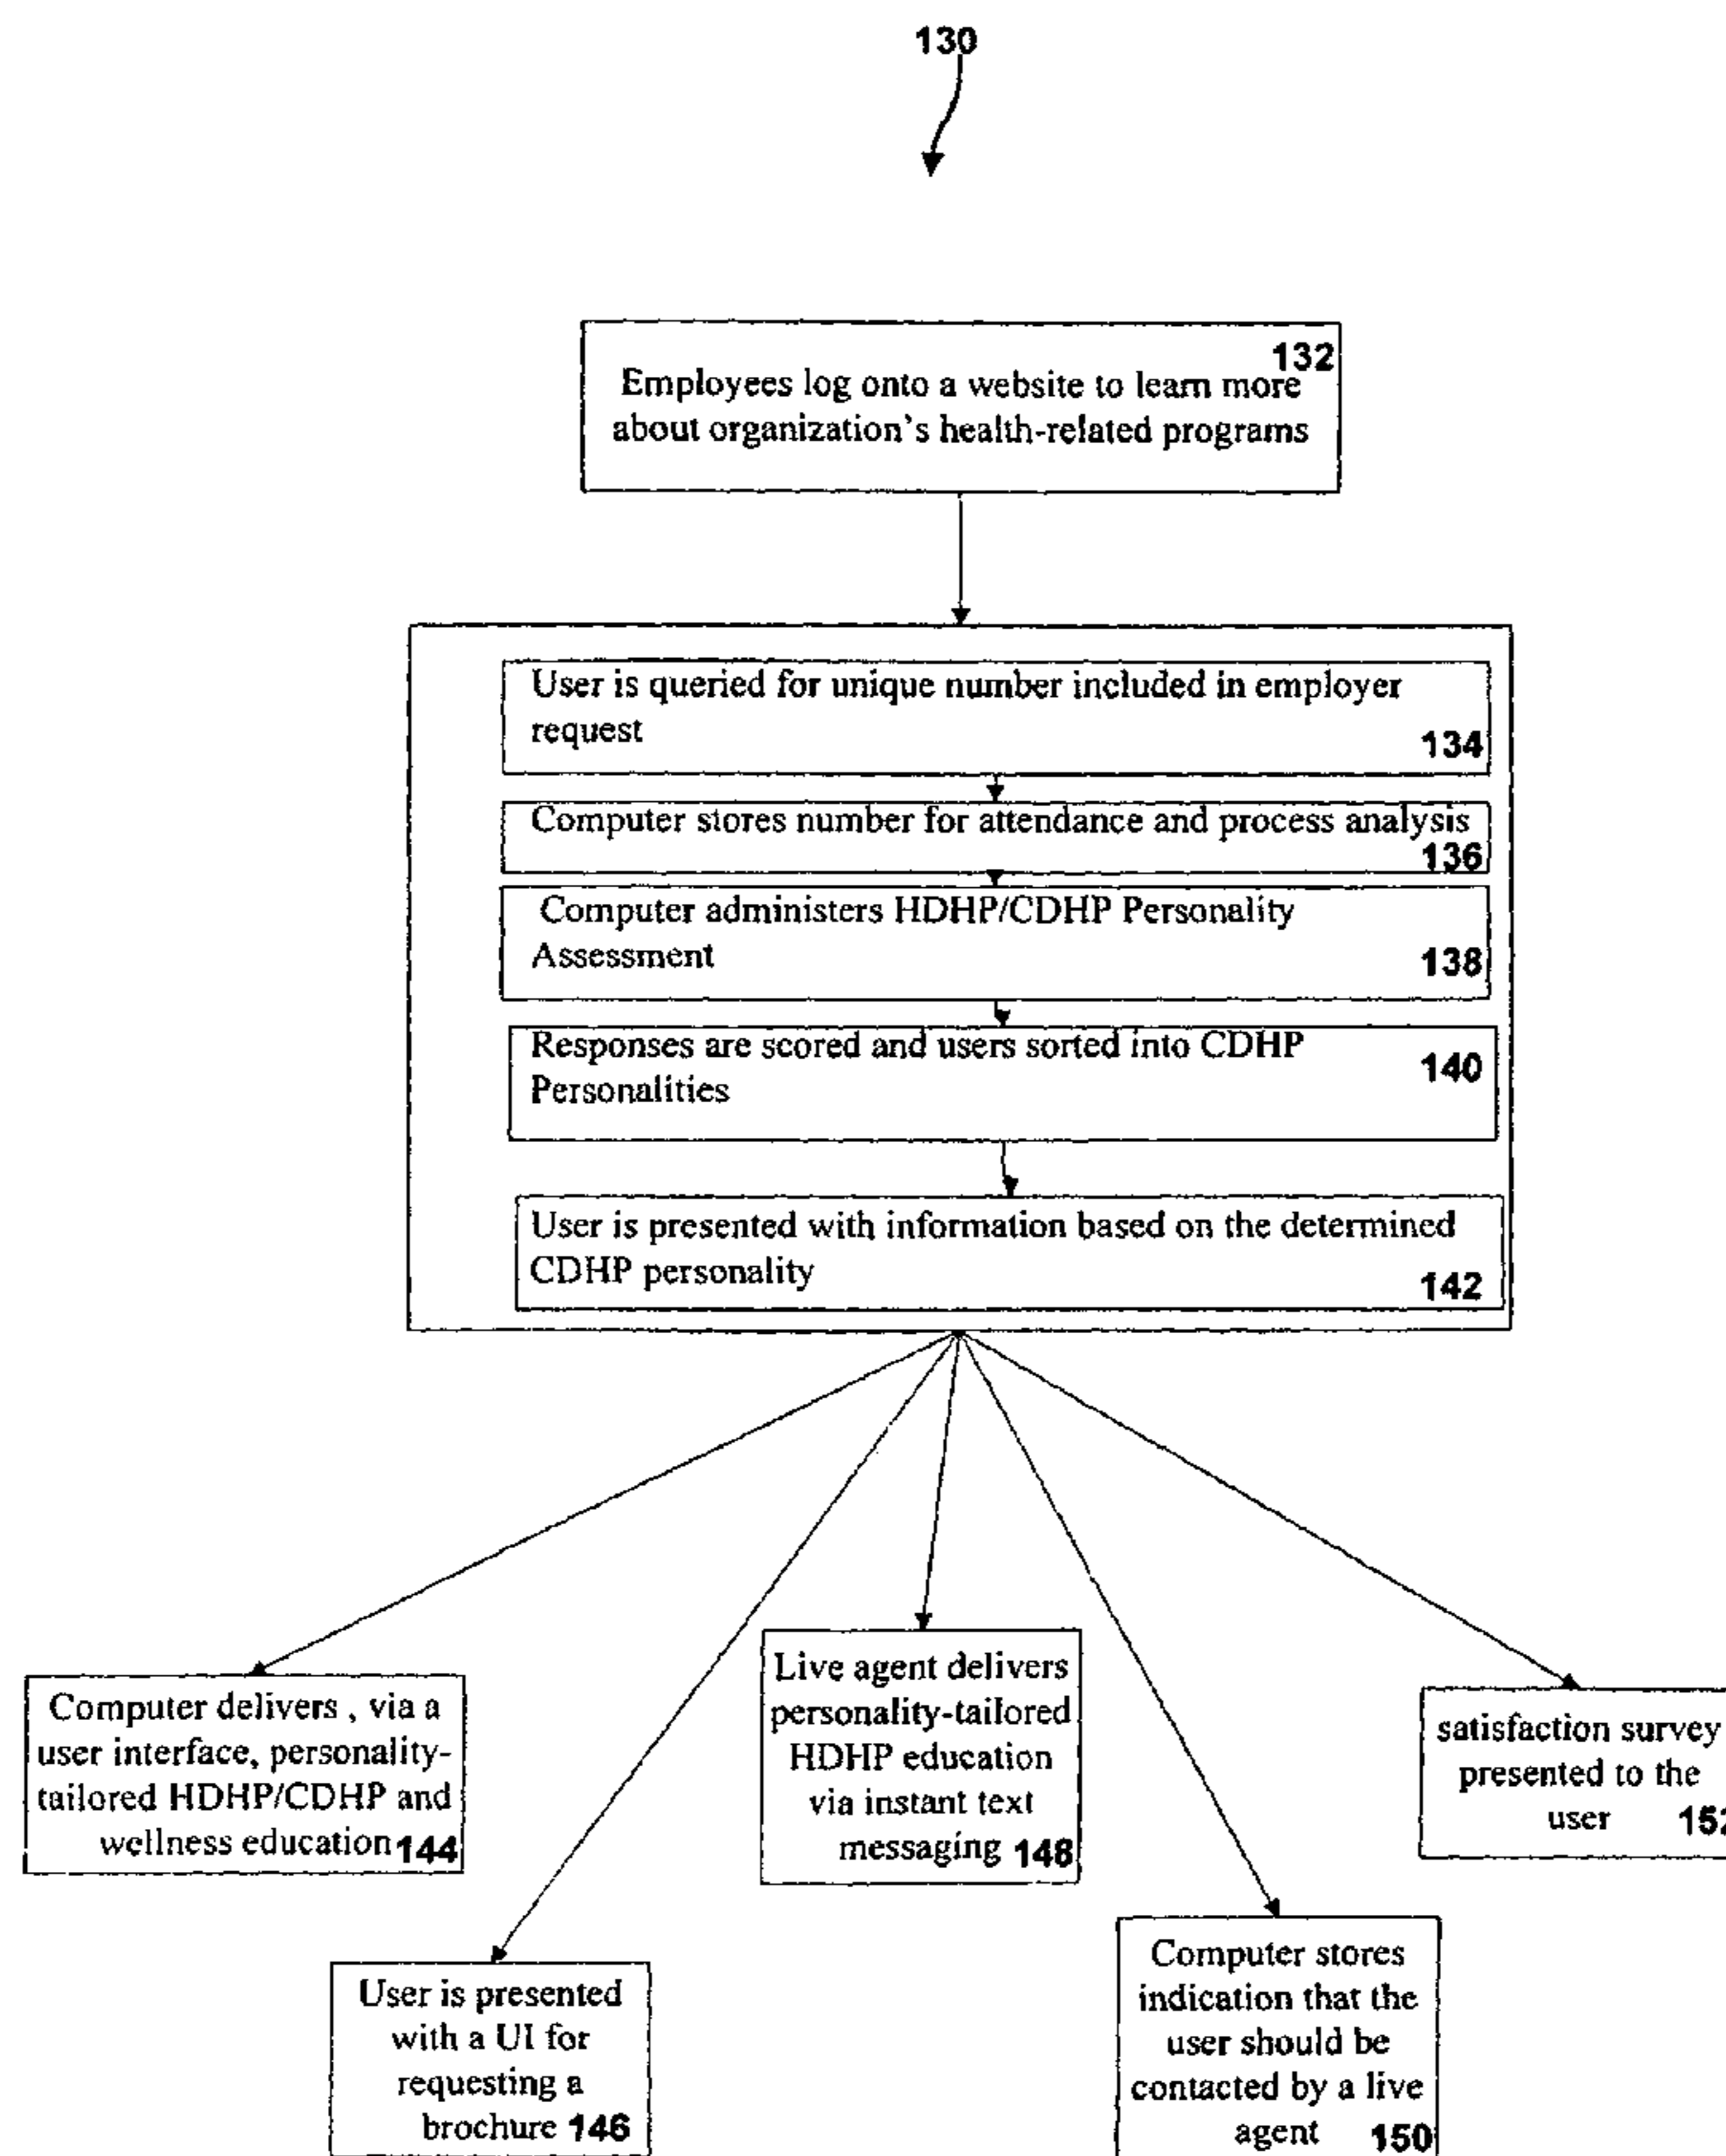 130
132
Employees log onto a website to learn more
about organization's health-related programs
User is queried for unique number included in employer
request
134
Computer stores number for attendance and process analysis
136
Computer administers HDHP/CDHP Personality
Assessment
138
Responses are scored and users sorted into CDHP
140
Personalities
User is presented with information based on the determined
CDHP personality
142
Computer delivers , via a
user interface, personality-
tailored HDHP/CDHP and
wellness education 144
User is presented
with a UI for
requesting a
brochure 146
Live agent delivers
personality-tailored
HDHP education
via instant text
messaging 148
Computer stores
indication that the
user should be
contacted by a live
agent 150
satisfaction survey
presented to the
user 152